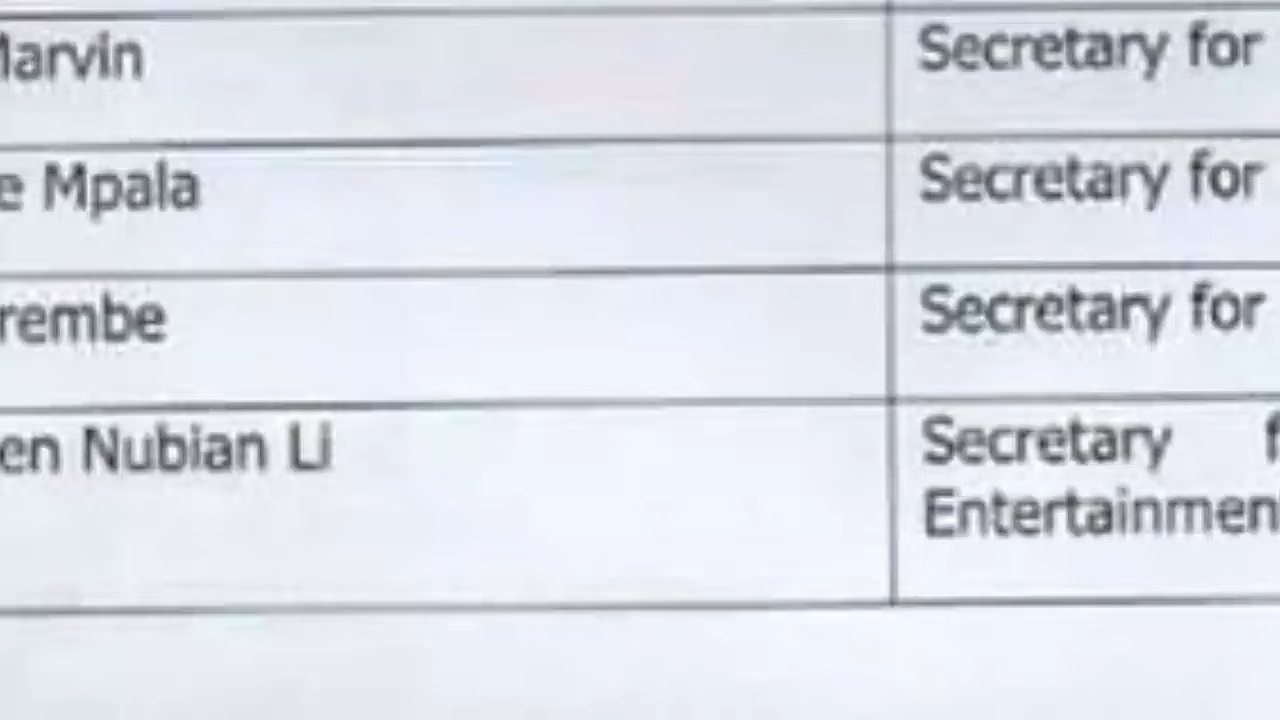 Marvin Secretary for
e Mpala Secretary for
rembe Secretary for
en Nubian Li Secretary f
Entertainmen